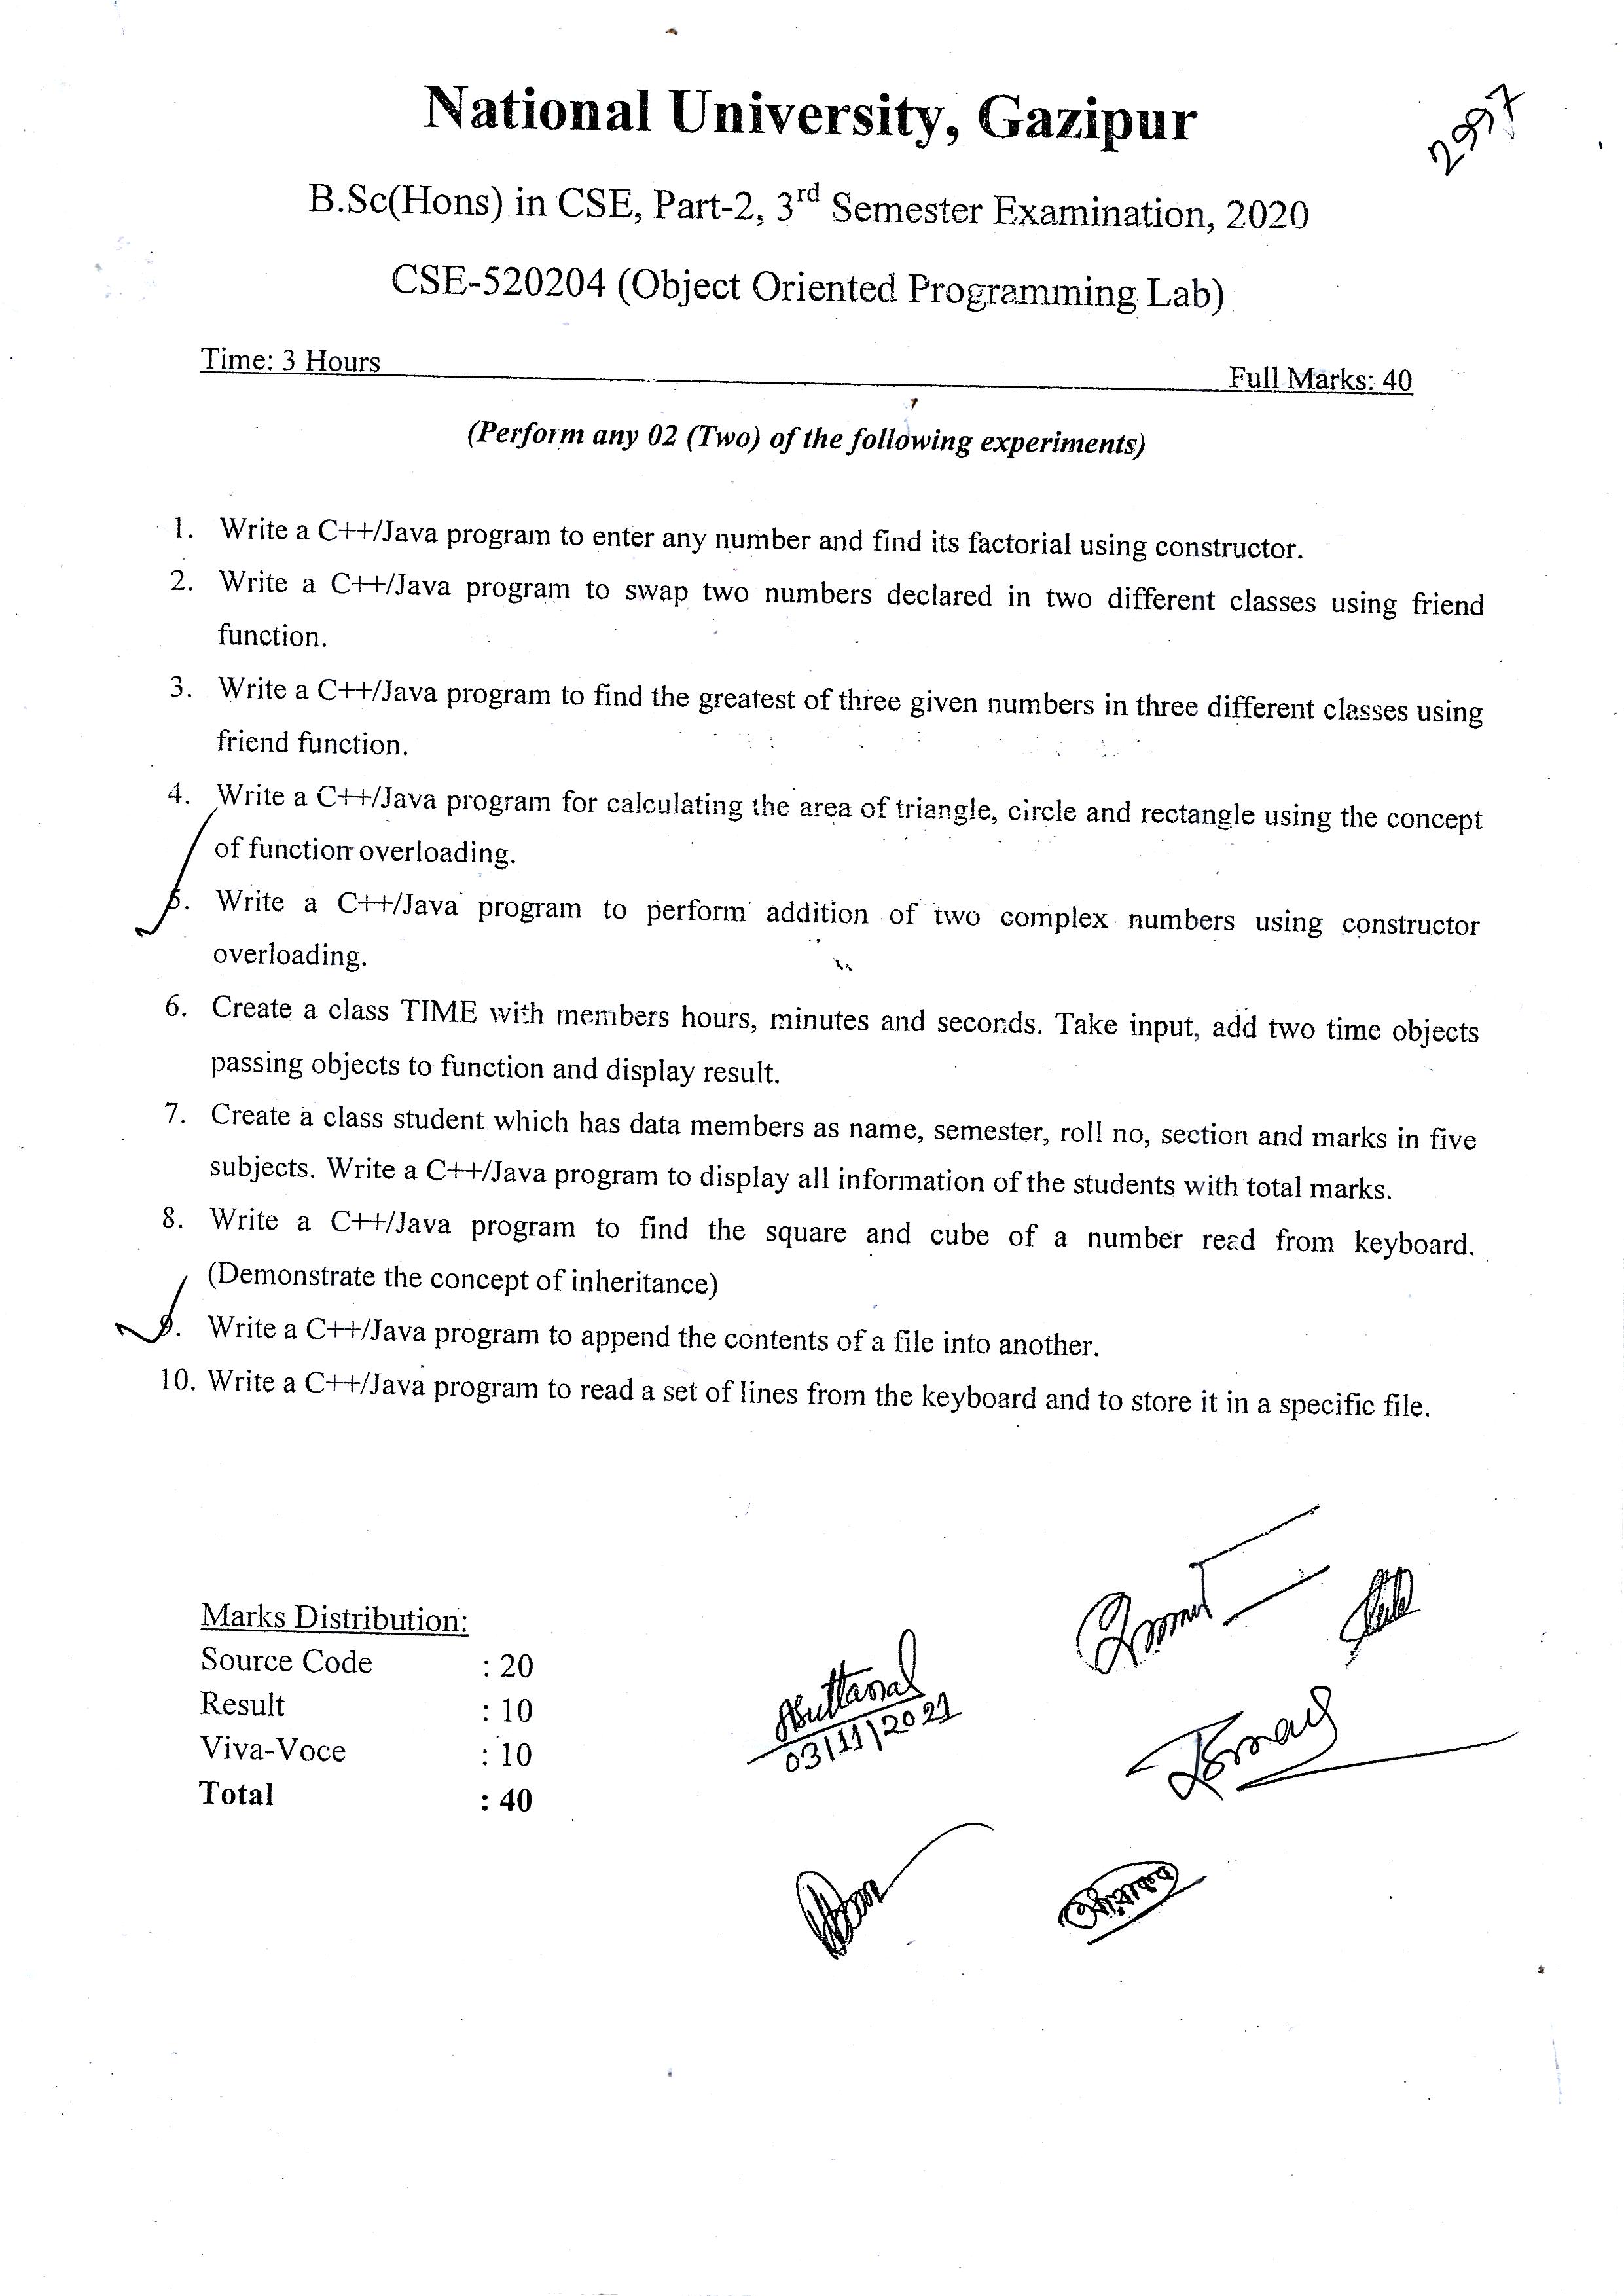 National University, Gazipur
B.Sc(Hons) in CSE, Part-2, 3rd Semester Examination, 2020
CSE-520204 (Object Oriented Programming Lab)
Time: 3 Hours
Full Marks: 40
(Perform any 02 (Two) of the following experiments)
1. Write a C++/Java program to enter any number and find its factorial using constructor.
2. Write a C++/Java program to swap two numbers declared in two different classes using friend
function.
3. Write a C++/Java program to find the greatest of three given numbers in three different classes using
friend function.
4. Write a C++/Java program for calculating the area of triangle, circle and rectangle using the concept
of function overloading.
5. Write a C++/Java program to perform addition of two complex numbers using constructor
overloading.
6. Create a class TIME with members hours, minutes and seconds. Take input, add two time objects
passing objects to function and display result.
7. Create a class student which has data members as name, semester, roll no, section and marks in five
subjects. Write a C++/Java program to display all information of the students with total marks.
8. Write a C++/Java program to find the square and cube of a number read from keyboard.
(Demonstrate the concept of inheritance)
9. Write a C++/Java program to append the contents of a file into another.
10. Write a C++/Java program to read a set of lines from the keyboard and to store it in a specific file.
Marks Distribution:
Source Code : 20
Result : 10
Viva-Voce : 10
Total : 40
03/11/2021